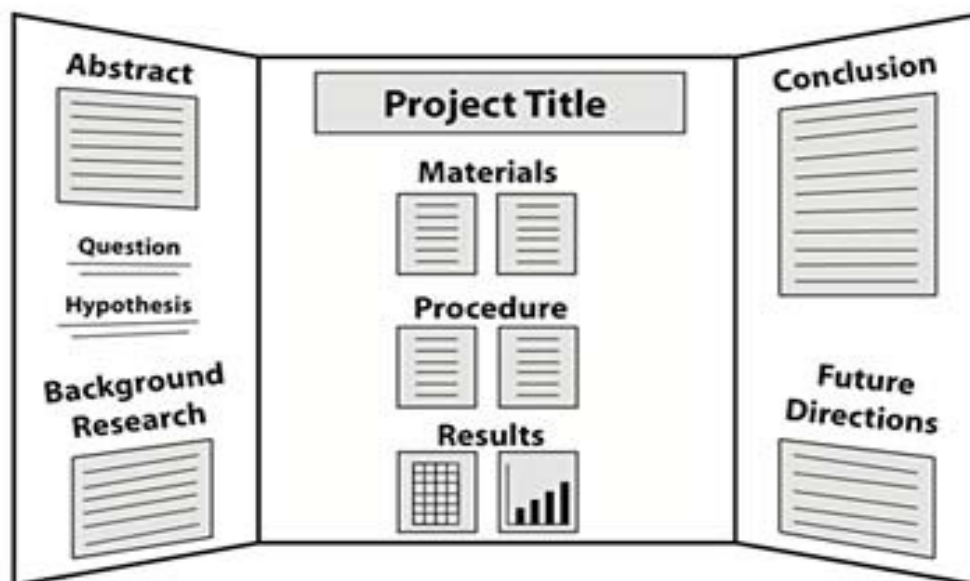 Abstract
Question
Hypothesis
Background
Research
Project Title
Materials
Procedure
Results
Conclusion
Future
Directions